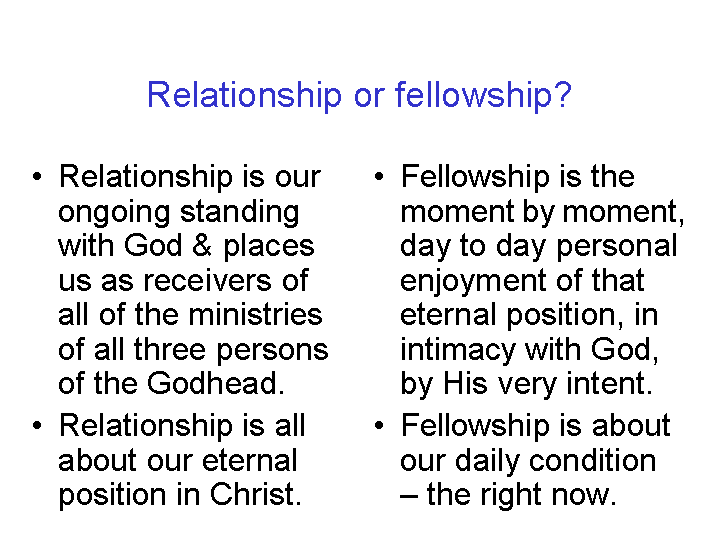 Relationship or fellowship?
• Relationship is our
ongoing standing
with God & places
us as receivers of
all of the ministries
of all three persons
of the Godhead.
• Relationship is all
about our eternal
position in Christ.
• Fellowship is the
moment by moment,
day to day personal
enjoyment of that
eternal position, in
intimacy with God,
by His very intent.
• Fellowship is about
our daily condition
– the right now.